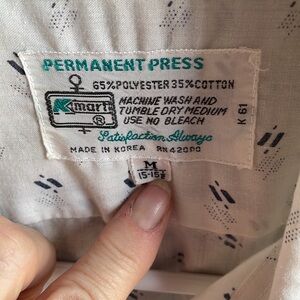 PERMANENT PRESS
65% POLYESTER 35% COTTON
Kmart ®
MACHINE WASH AND
TUMBLE DRY MEDIUM
USE NO BLEACH
K 61
Satisfaction Always
MADE IN KOREA RN 42000
M
15-15½